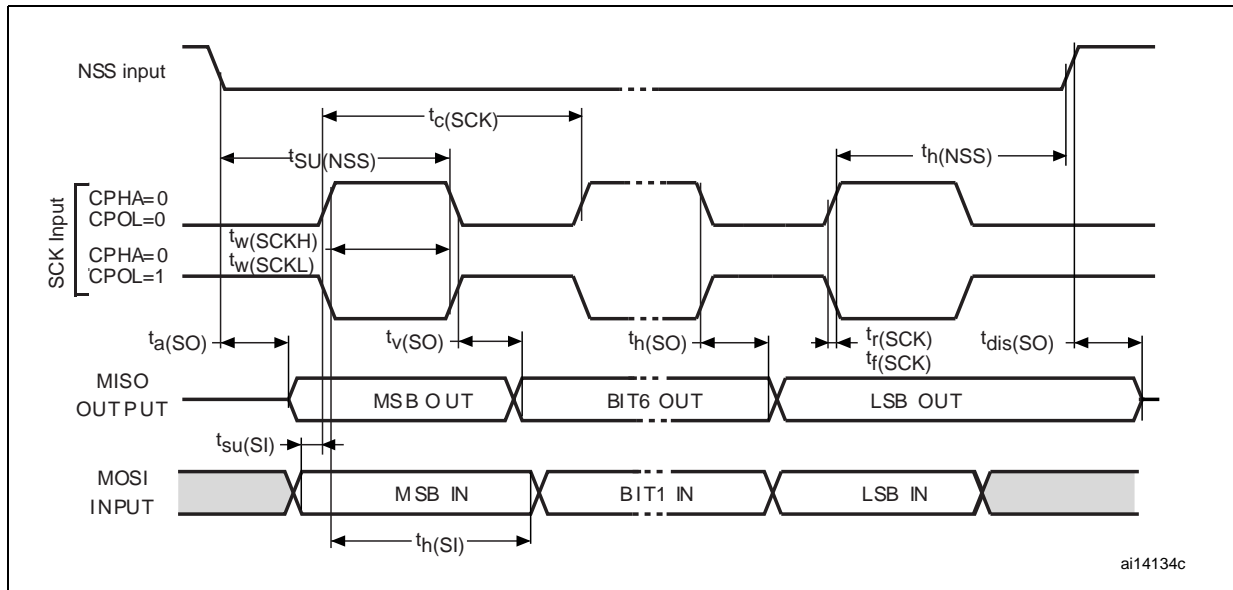 NSS input
tc(SCK)
tSU(NSS)
th(NSS)
SCK Input
CPHA=0
CPOL=0
tw(SCKH)
CPHA=0
tw(SCKL)
CPOL=1
ta(SO)
tv(SO)
th(SO)
tr(SCK)
tf(SCK)
tdis(SO)
MISO
OUTPUT
MSB OUT
BIT6 OUT
LSB OUT
tsu(SI)
MOSI
INPUT
MSB IN
BIT1 IN
LSB IN
th(SI)
ai14134c